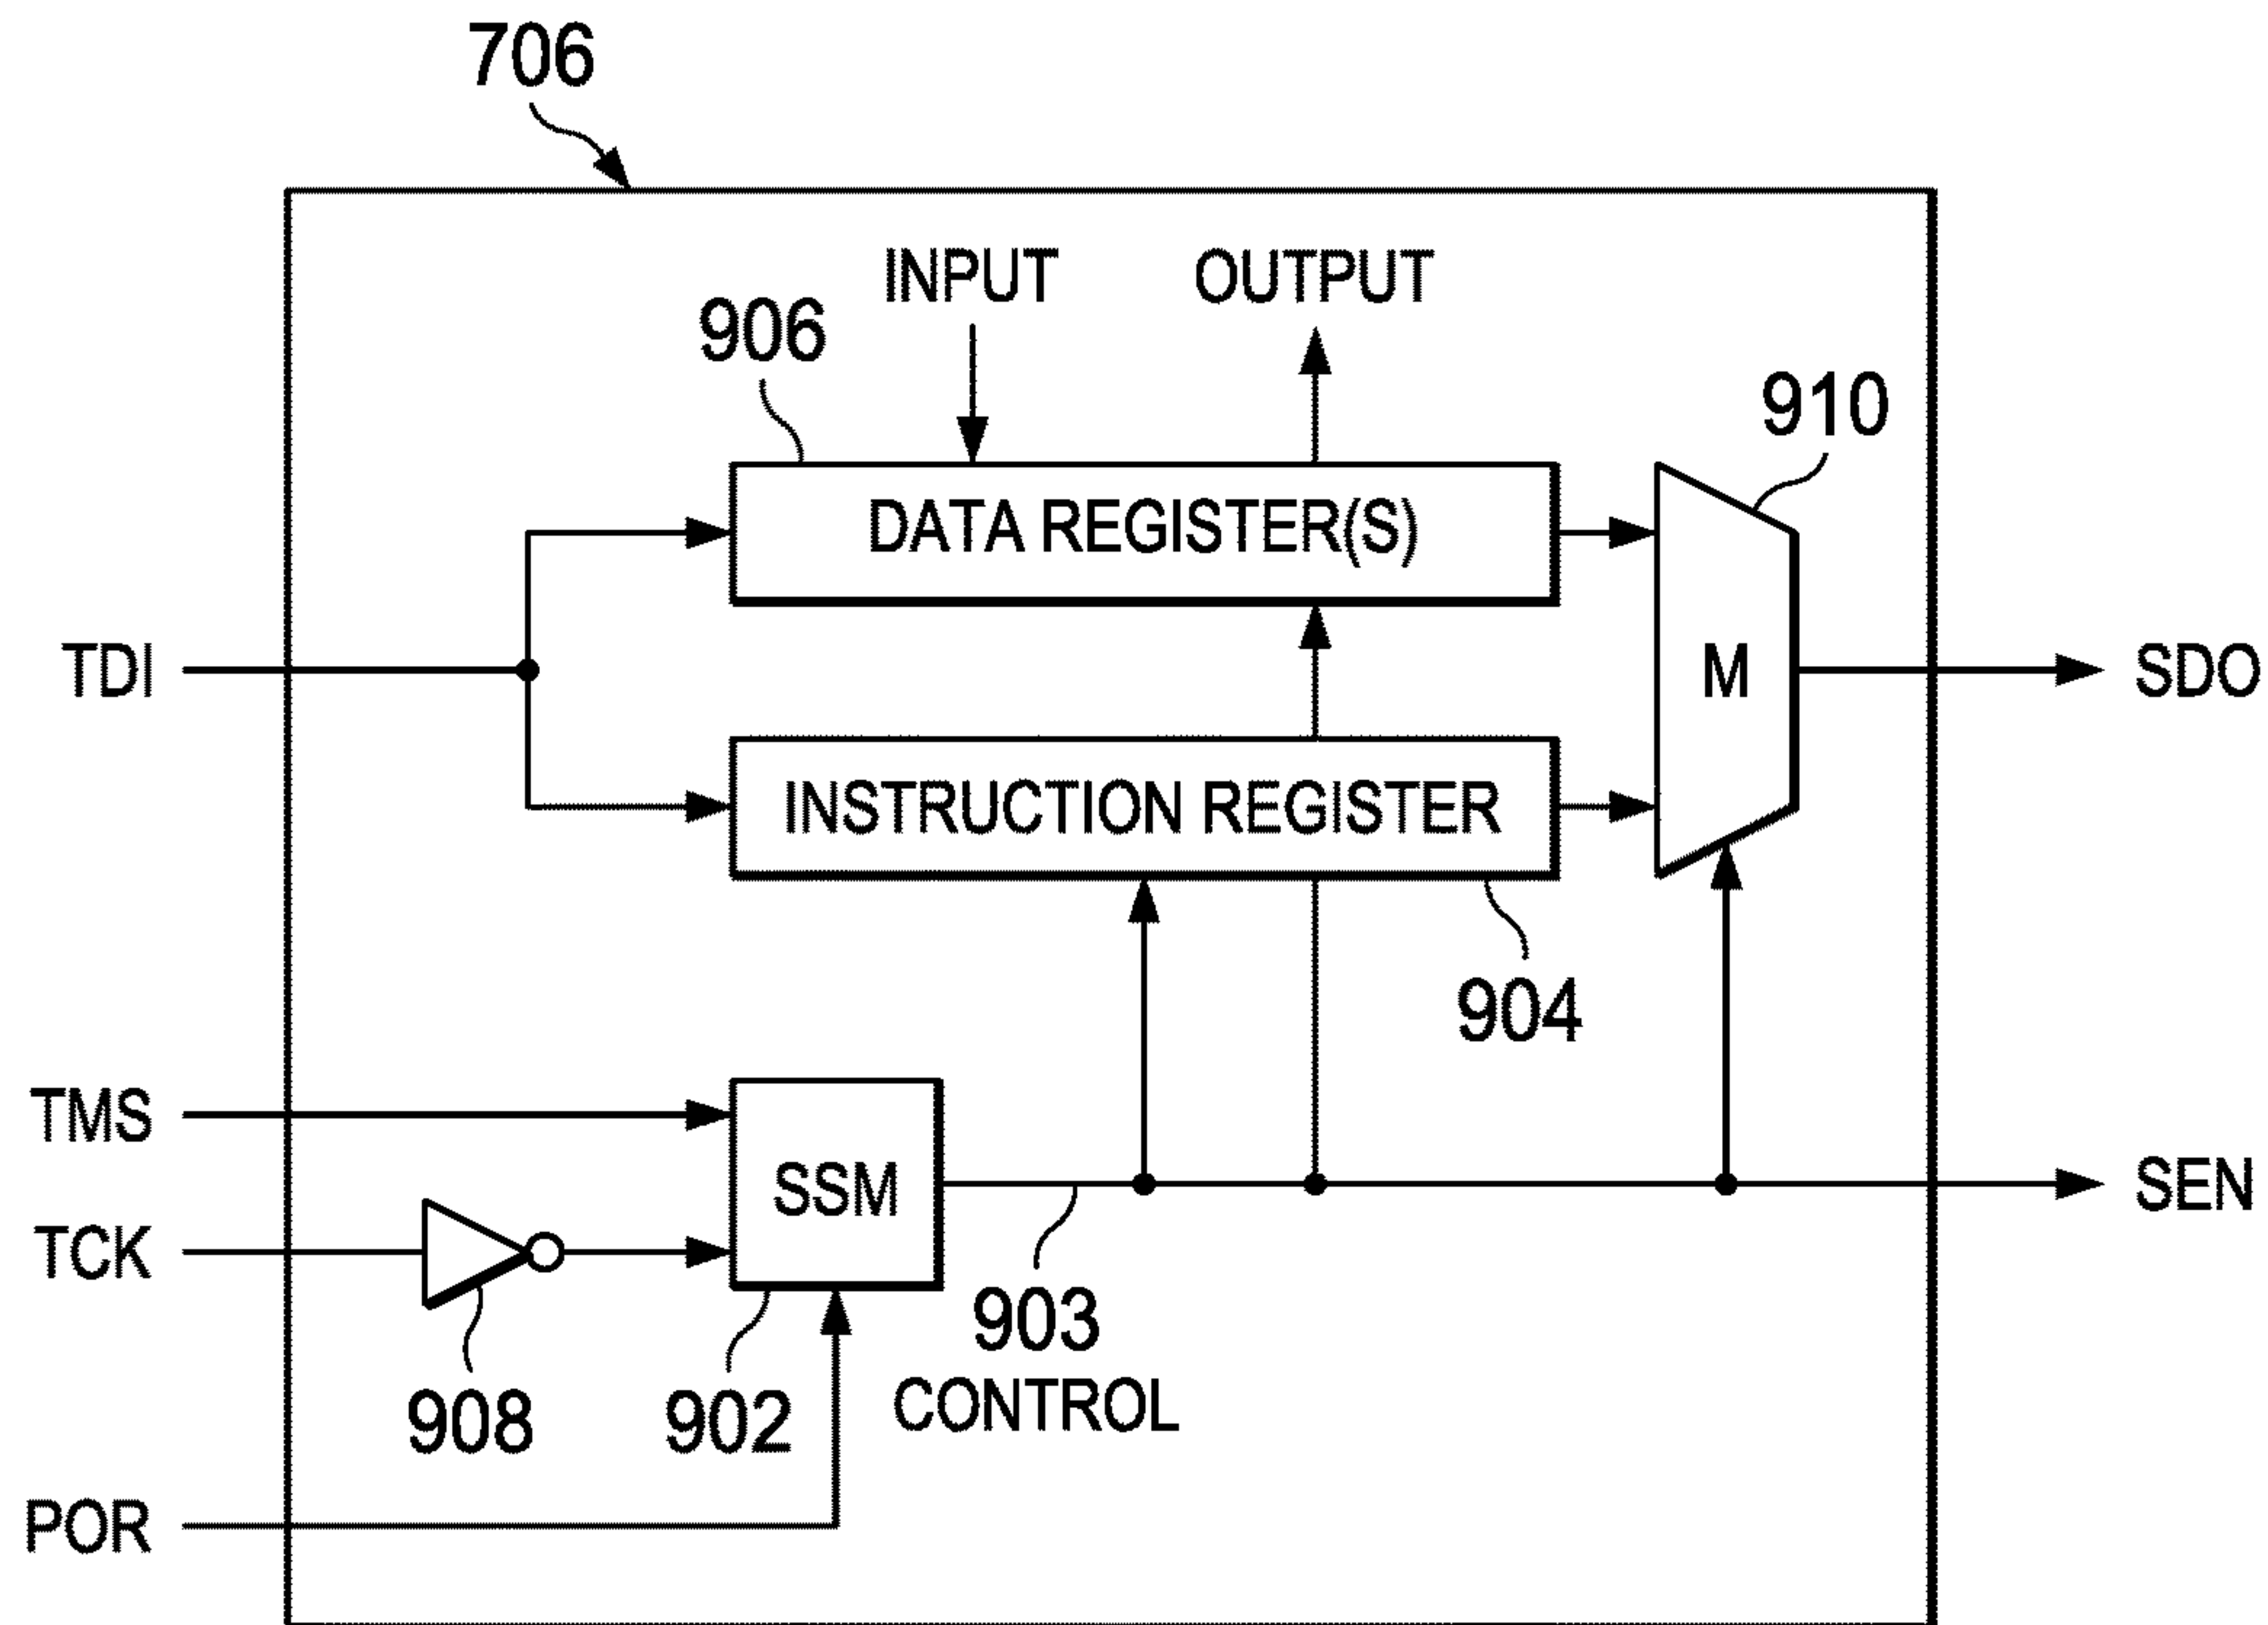 706
INPUT
OUTPUT
906
910
DATA REGISTER(S)
TDI
M
SDO
INSTRUCTION REGISTER
904
TMS
SSM
SEN
TCK
903
CONTROL
908
902
POR